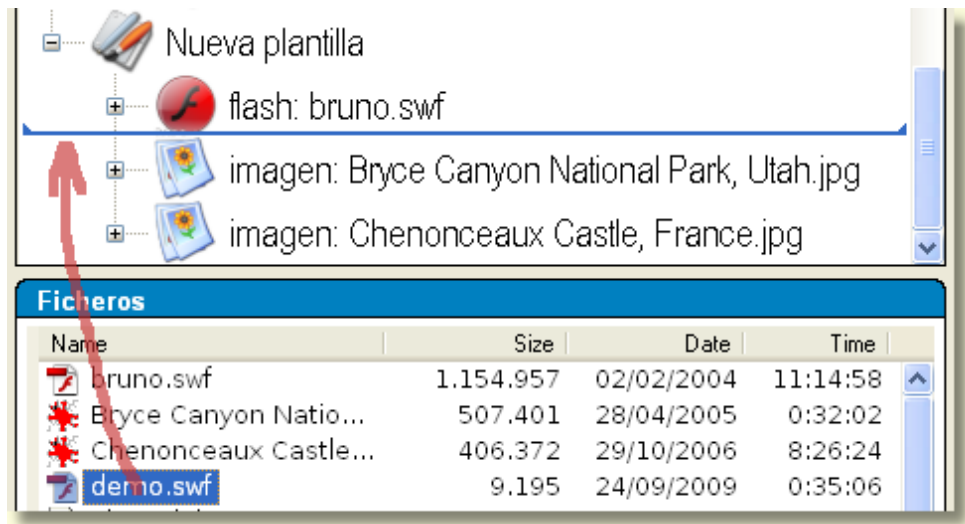 Nueva plantilla
flash: bruno.swf
imagen: Bryce Canyon National Park, Utah.jpg
imagen: Chenonceaux Castle, France.jpg
Ficheros
Name Size Date Time
bruno.swf 1.154.957 02/02/2004 11:14:58
Bryce Canyon Natio... 507.401 28/04/2005 0:32:02
Chenonceaux Castle... 406.372 29/10/2006 8:26:24
demo.swf 9.195 24/09/2009 0:35:06